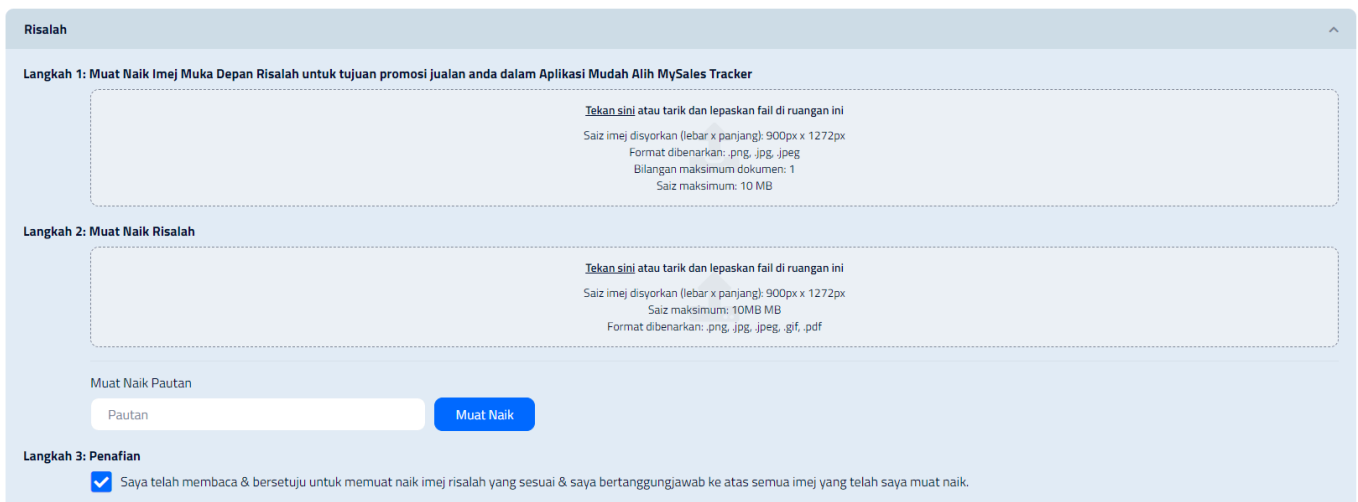 Risalah
Langkah 1: Muat Naik Imej Muka Depan Risalah untuk tujuan promosi jualan anda dalam Aplikasi Mudah Alih MySales Tracker
Tekan sini atau tarik dan lepaskan fail di ruangan ini
Saiz imej disyorkan (lebar x panjang): 900px x 1272px
Format dibenarkan: .png, .jpg, .jpeg
Bilangan maksimum dokumen: 1
Saiz maksimum: 10 MB
Langkah 2: Muat Naik Risalah
Tekan sini atau tarik dan lepaskan fail di ruangan ini
Saiz imej disyorkan (lebar x panjang): 900px x 1272px
Saiz maksimum: 10MB MB
Format dibenarkan: .png, .jpg, .jpeg, .gif, .pdf
Muat Naik Pautan
Pautan Muat Naik
Langkah 3: Penafian
Saya telah membaca & bersetuju untuk memuat naik imej risalah yang sesuai & saya bertanggungjawab ke atas semua imej yang telah saya muat naik.